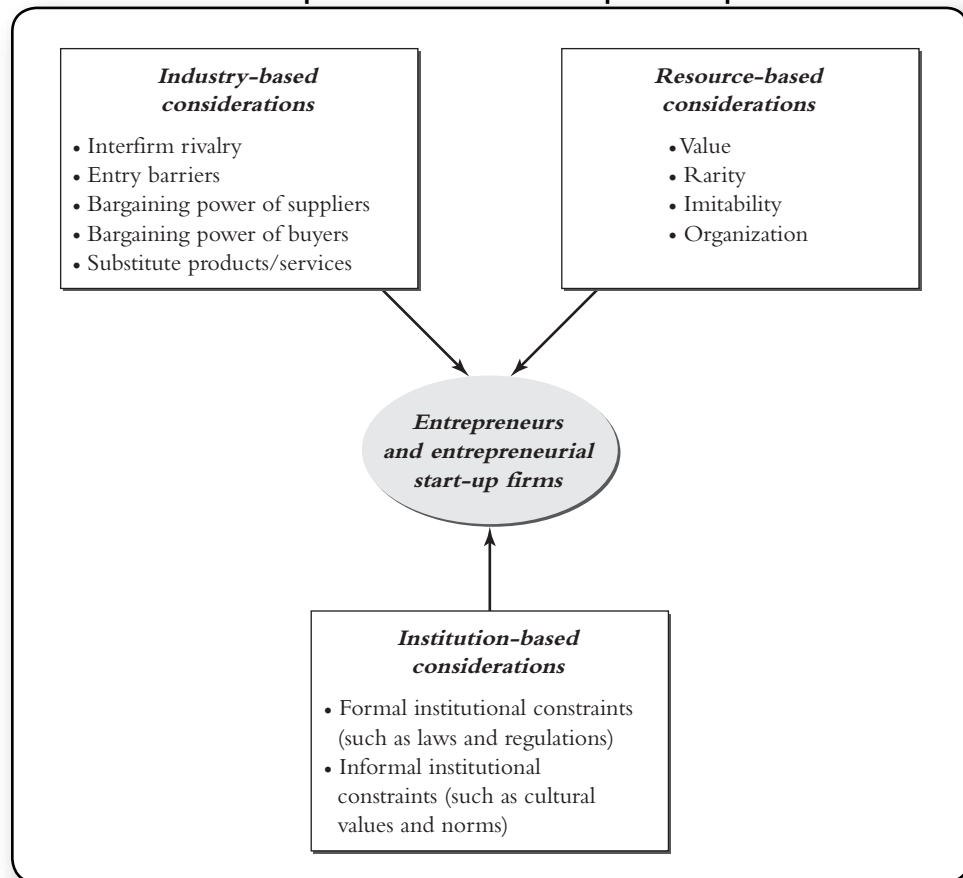 Industry-based
considerations
• Interfirm rivalry
• Entry barriers
• Bargaining power of suppliers
• Bargaining power of buyers
• Substitute products/services
Resource-based
considerations
• Value
• Rarity
• Imitability
• Organization
Entrepreneurs
and entrepreneurial
start-up firms
Institution-based
considerations
• Formal institutional constraints
(such as laws and regulations)
• Informal institutional
constraints (such as cultural
values and norms)